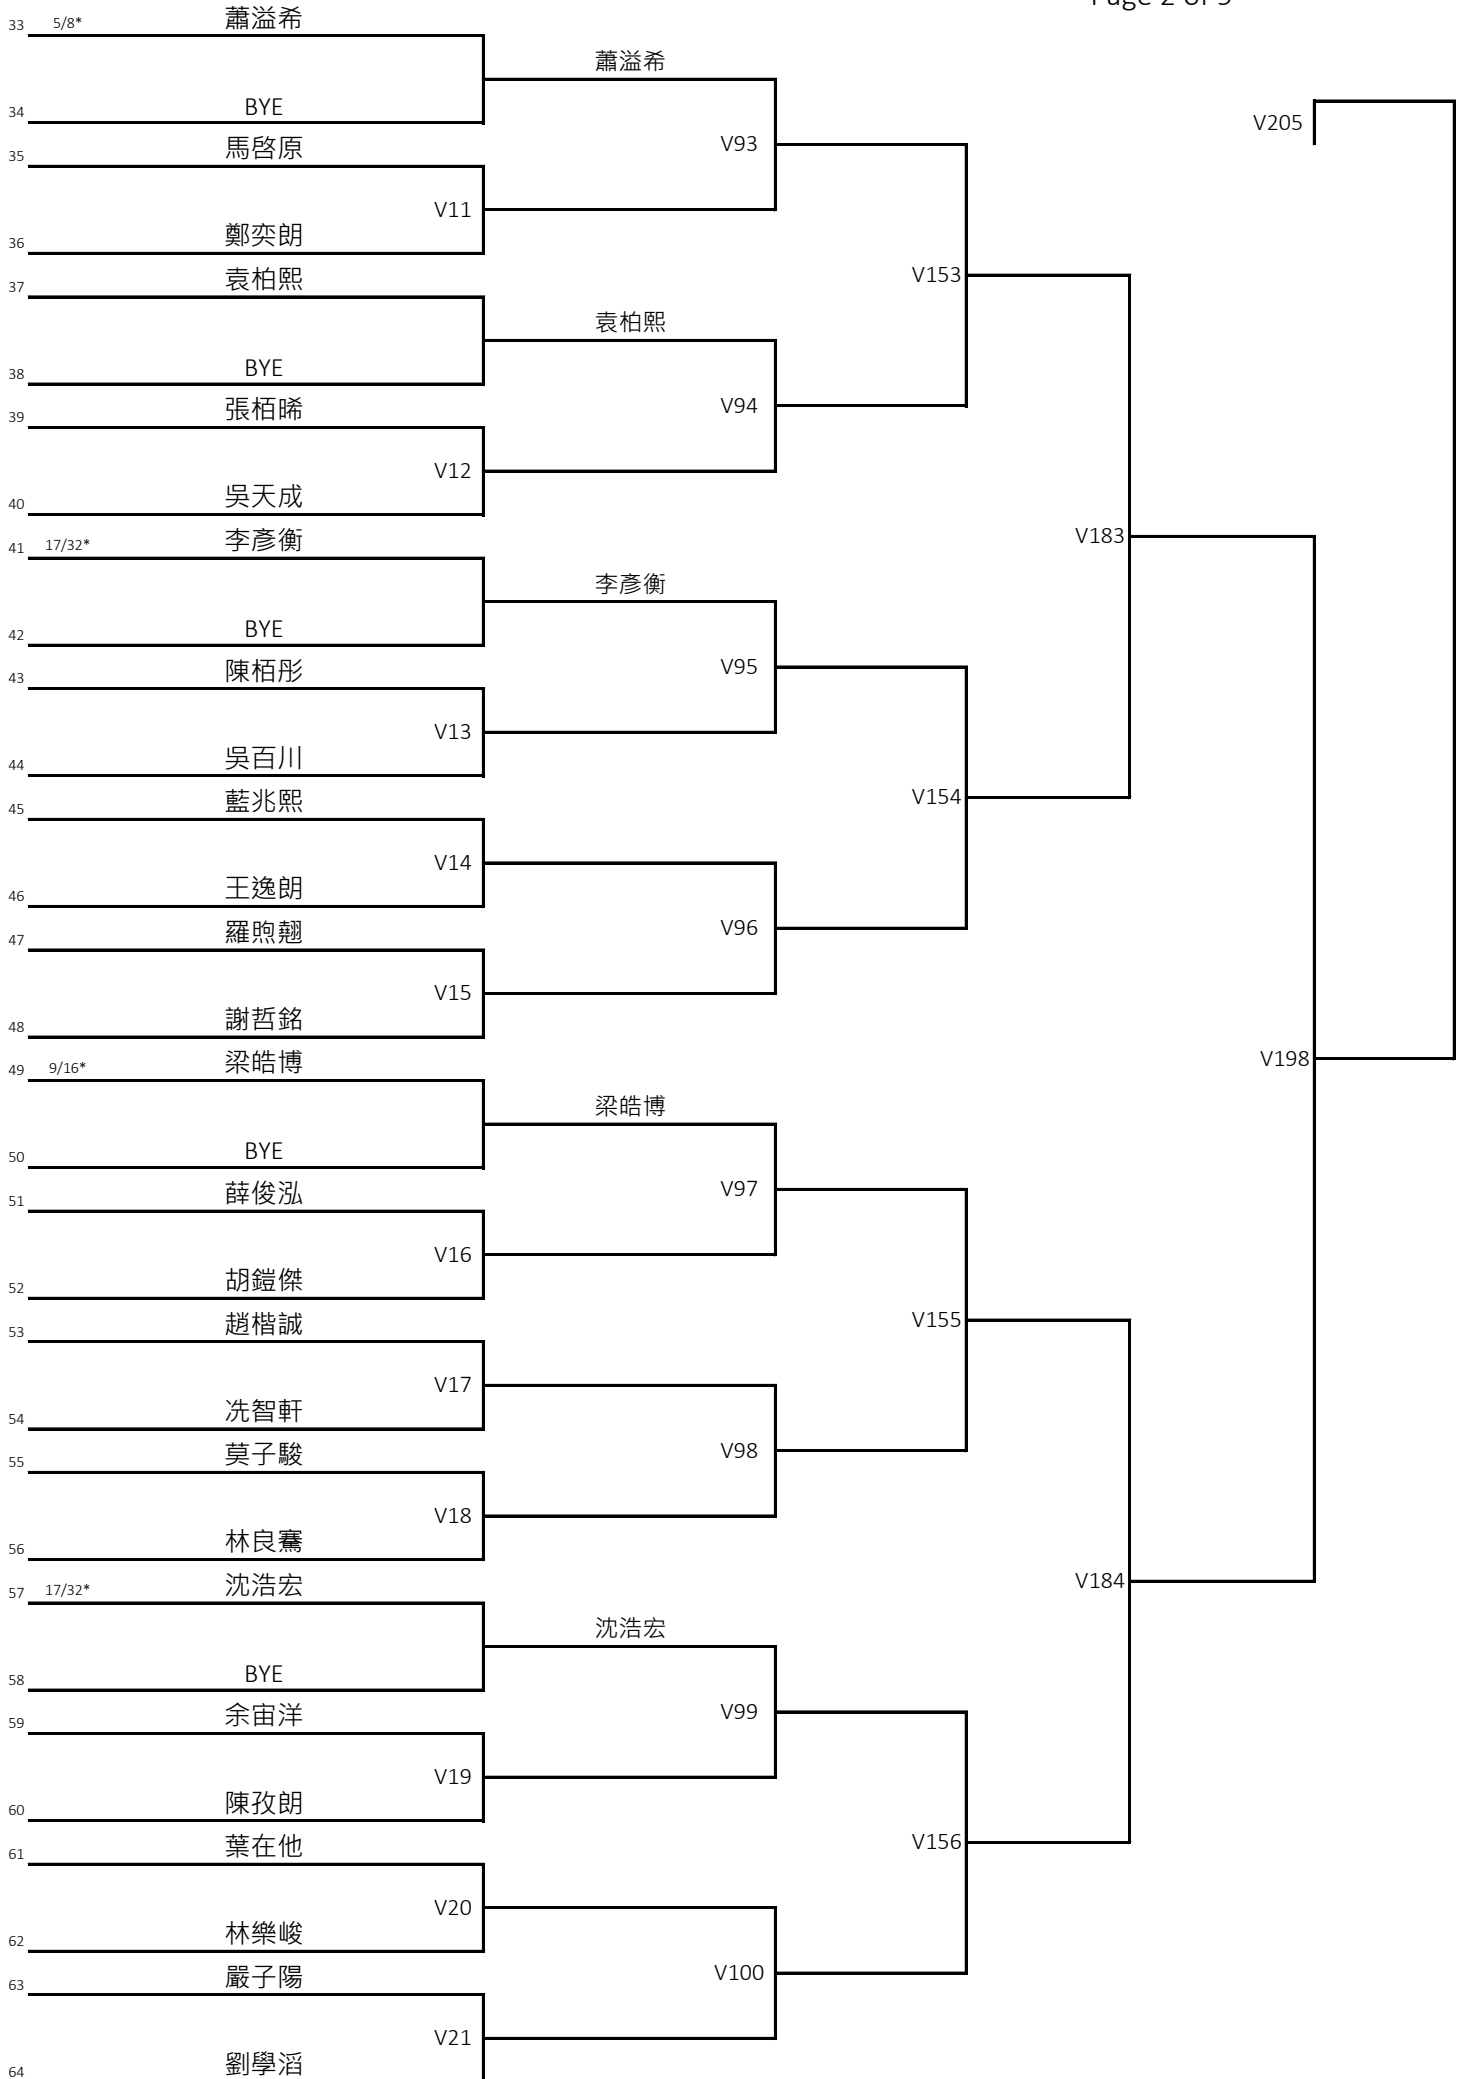 Page 2 of 9
33 5/8* 蕭溢希
蕭溢希
34 BYE
V205
35 馬啓原
V93
V11
36 鄭奕朗
37 袁柏熙
V153
袁柏熙
38 BYE
39 張栢晞
V94
V12
40 吳天成
41 17/32* 李彥衡
V183
李彥衡
42 BYE
43 陳栢彤
V95
V13
44 吳百川
45 藍兆熙
V154
V14
46 王逸朗
47 羅煦翹
V96
V15
48 謝哲銘
49 9/16* 梁皓博
V198
梁皓博
50 BYE
51 薛俊泓
V97
V16
52 胡鎧傑
53 趙楷誠
V155
V17
54 冼智軒
55 莫子駿
V98
V18
56 林良騫
57 17/32* 沈浩宏
V184
沈浩宏
58 BYE
59 余宙洋
V99
V19
60 陳孜朗
61 葉在他
V156
V20
62 林樂峻
63 嚴子陽
V100
V21
64 劉學滔